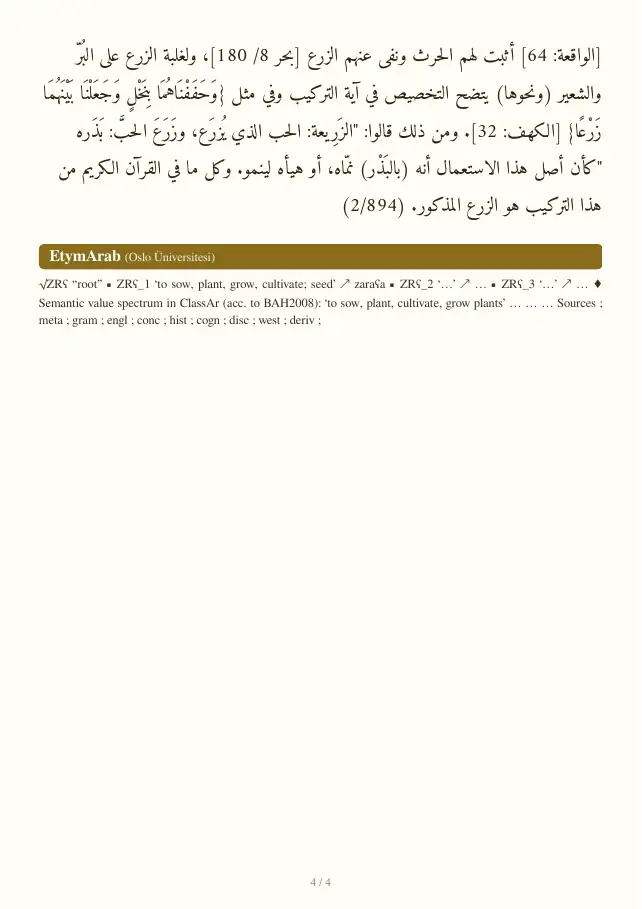 [الواقعة: 64] أثبت لهم الحرث ونفى عنهم الزرع [بحر 8/ 180]، ولغلبة الزرع على البُرّ
والشعير (ونحوها) يتضح التخصيص في آية التركيب وفي مثل {وَحَفَفْنَاهُمَا بِنَخْلٍ وَجَعَلْنَا بَيْنَهُمَا
زَرْعًا} [الكهف: 32]. ومن ذلك قالوا: "الزَرِيعة: الحب الذي يُزرَع، وزَرَعَ الحبَّ: بَذَره
"كأن أصل هذا الاستعمال أنه (بالبَذْر) نمّاه، أو هيأه لينمو. وكل ما في القرآن الكريم من
هذا التركيب هو الزرع المذكور. (2/894)
EtymArab (Oslo Üniversitesi)
√ZRʕ “root” ▪ ZRʕ_1 ‘to sow, plant, grow, cultivate; seed’ ↗ zaraʕa ▪ ZRʕ_2 ‘…’ ↗ … ▪ ZRʕ_3 ‘…’ ↗ … ♦
Semantic value spectrum in ClassAr (acc. to BAH2008): ‘to sow, plant, cultivate, grow plants’ … … … Sources ;
meta ; gram ; engl ; conc ; hist ; cogn ; disc ; west ; deriv ;
4 / 4